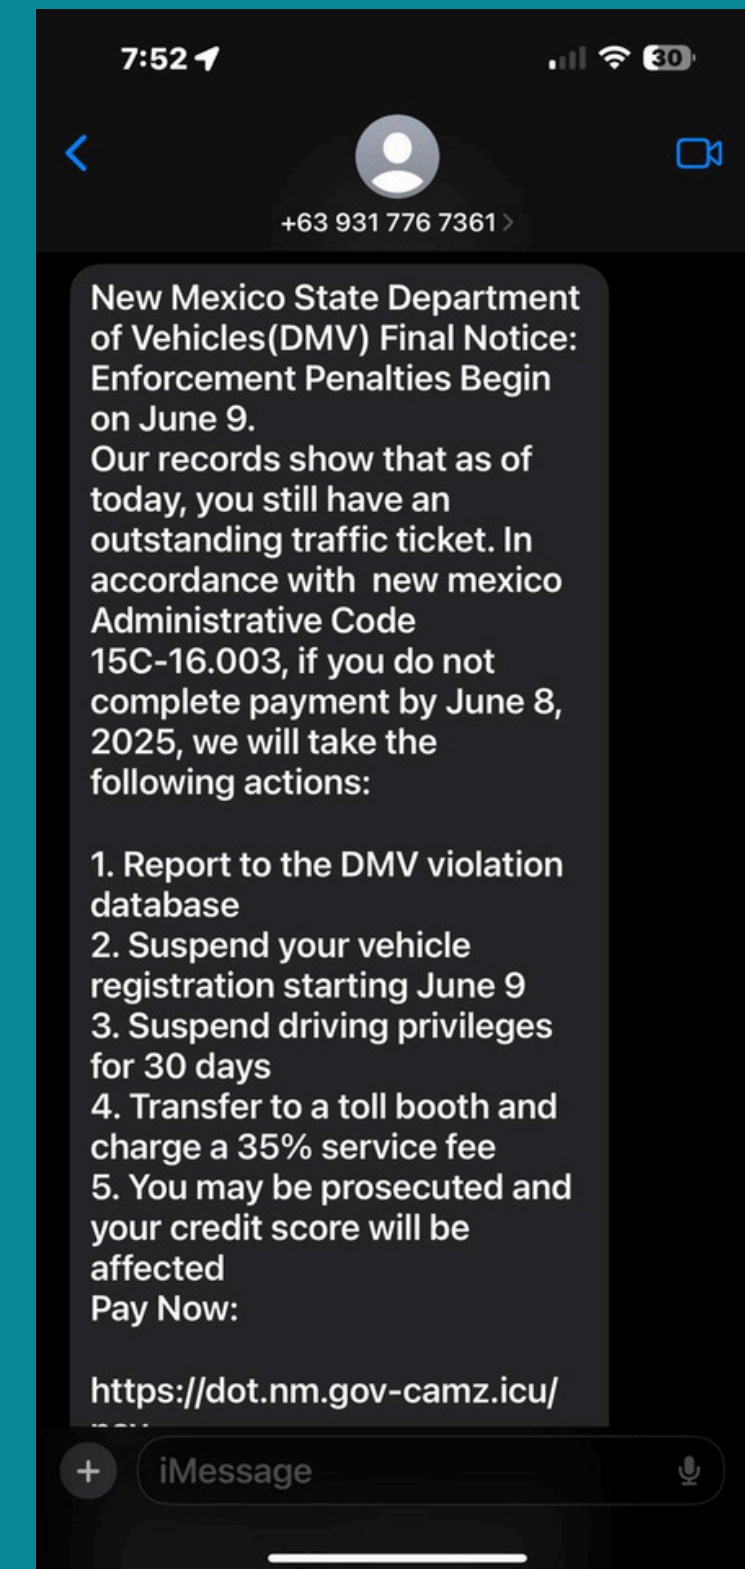 7:52
30
+63 931 776 7361
New Mexico State Department
of Vehicles(DMV) Final Notice:
Enforcement Penalties Begin
on June 9.
Our records show that as of
today, you still have an
outstanding traffic ticket. In
accordance with  new mexico
Administrative Code
15C-16.003, if you do not
complete payment by June 8,
2025, we will take the
following actions:
1. Report to the DMV violation
database
2. Suspend your vehicle
registration starting June 9
3. Suspend driving privileges
for 30 days
4. Transfer to a toll booth and
charge a 35% service fee
5. You may be prosecuted and
your credit score will be
affected
Pay Now:
https://dot.nm.gov-camz.icu/
iMessage